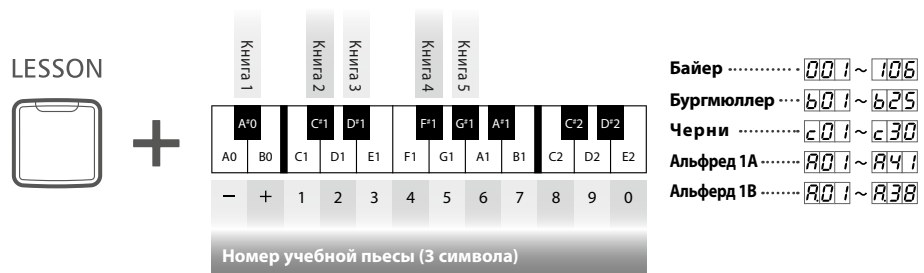 LESSON
+
Книга 1
Книга 2
Книга 3
Книга 4
Книга 5
A♯0 C♯1 D♯1 F♯1 G♯1 A♯1 C♯2 D♯2
A0 B0 C1 D1 E1 F1 G1 A1 B1 C2 D2 E2
− + 1 2 3 4 5 6 7 8 9 0
Номер учебной пьесы (3 символа)
Байер ············ 001 ~ 106
Бургмюллер ···· b01 ~ b25
Черни ············ c01 ~ c30
Альфред 1A ······· A01 ~ A41
Альферд 1B ······· A.01 ~ A.38